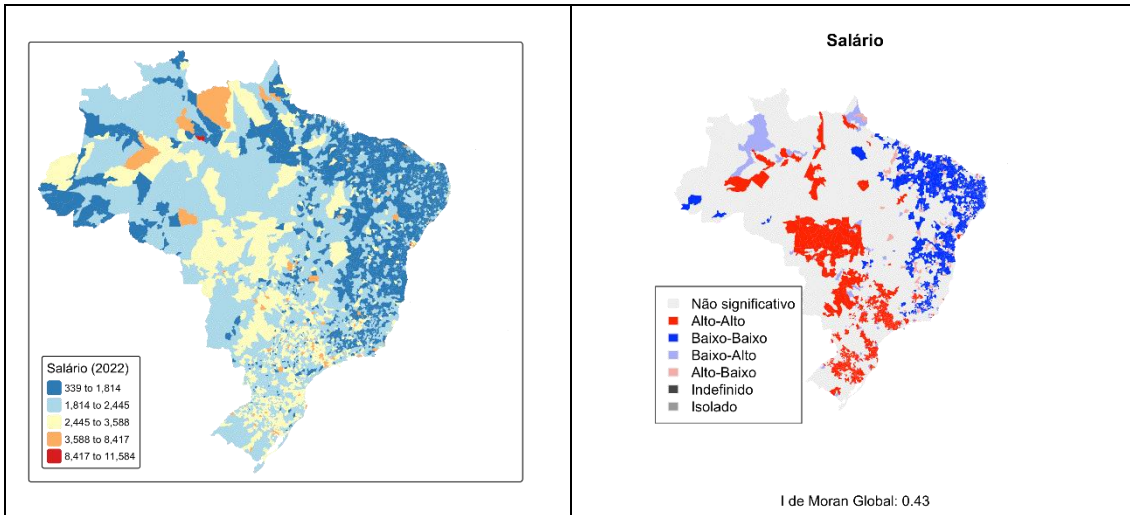 Salário (2022)
339 to 1,814
1,814 to 2,445
2,445 to 3,588
3,588 to 8,417
8,417 to 11,584
Salário
Não significativo
Alto-Alto
Baixo-Baixo
Baixo-Alto
Alto-Baixo
Indefinido
Isolado
I de Moran Global: 0.43